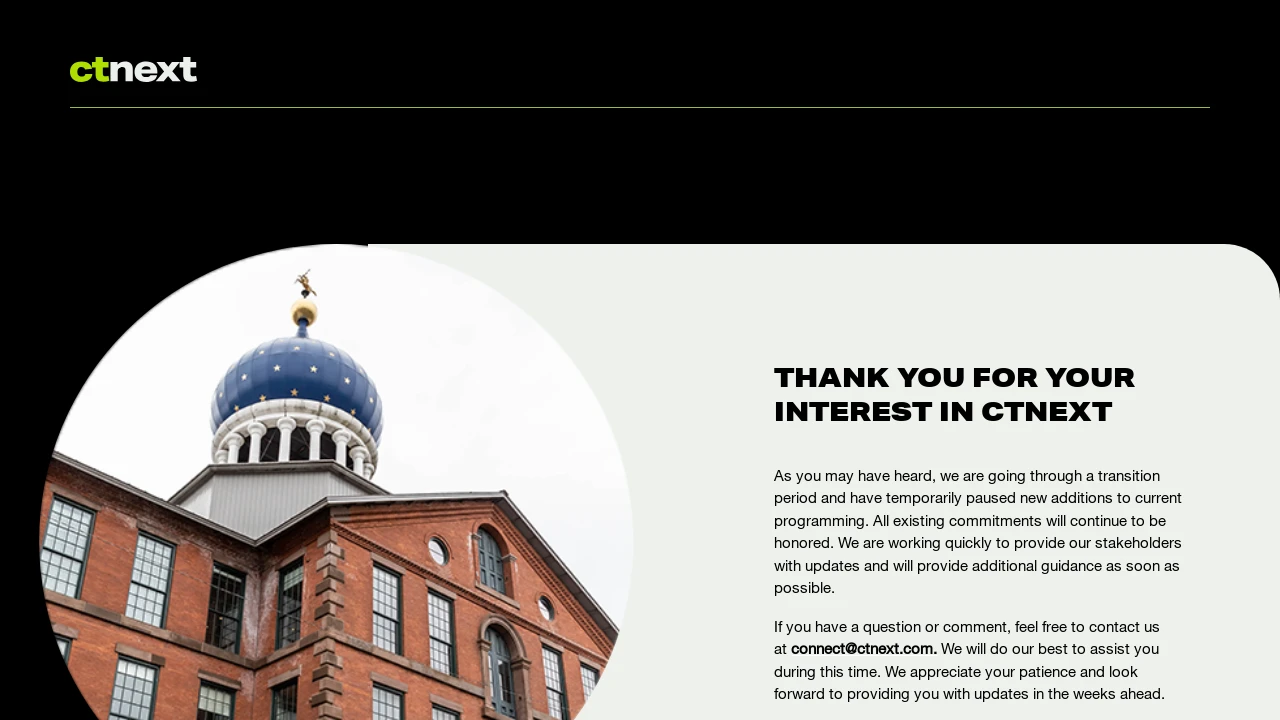 ctnext
THANK YOU FOR YOUR
INTEREST IN CTNEXT
As you may have heard, we are going through a transition
period and have temporarily paused new additions to current
programming. All existing commitments will continue to be
honored. We are working quickly to provide our stakeholders
with updates and will provide additional guidance as soon as
possible.
If you have a question or comment, feel free to contact us
at connect@ctnext.com. We will do our best to assist you
during this time. We appreciate your patience and look
forward to providing you with updates in the weeks ahead.